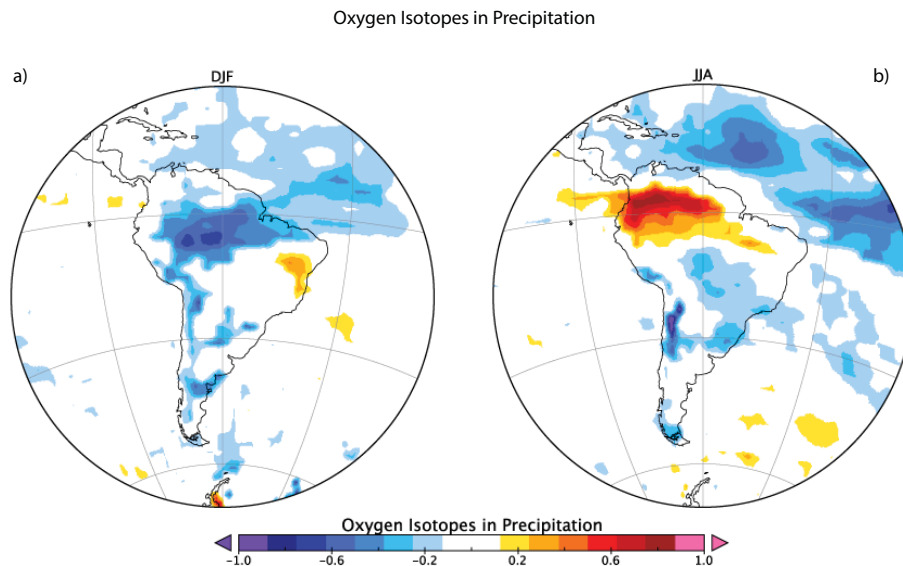 Oxygen Isotopes in Precipitation
a)
DJF
JJA
b)
Oxygen Isotopes in Precipitation
−1.0 −0.6 −0.2 0.2 0.6 1.0